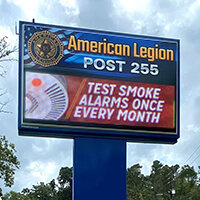 American Legion
POST 255
TEST SMOKE
ALARMS ONCE
EVERY MONTH